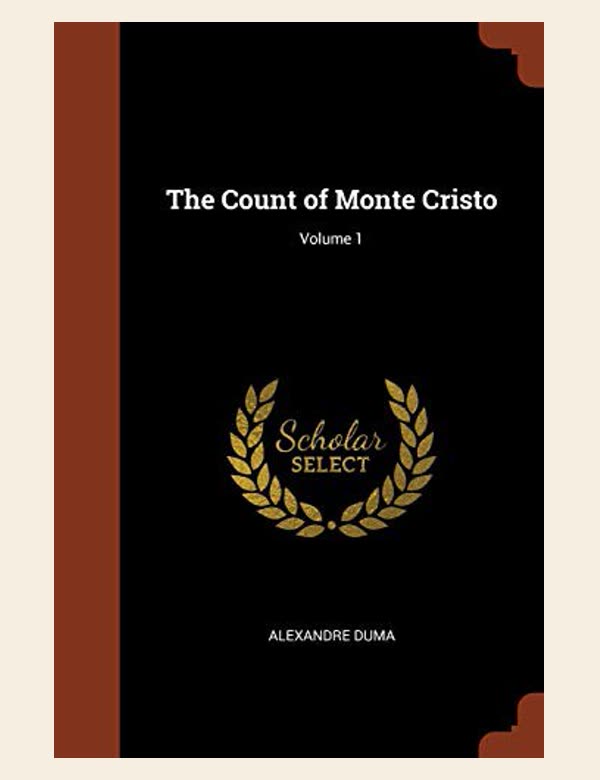 The Count of Monte Cristo
Volume 1
Scholar
SELECT
ALEXANDRE DUMA